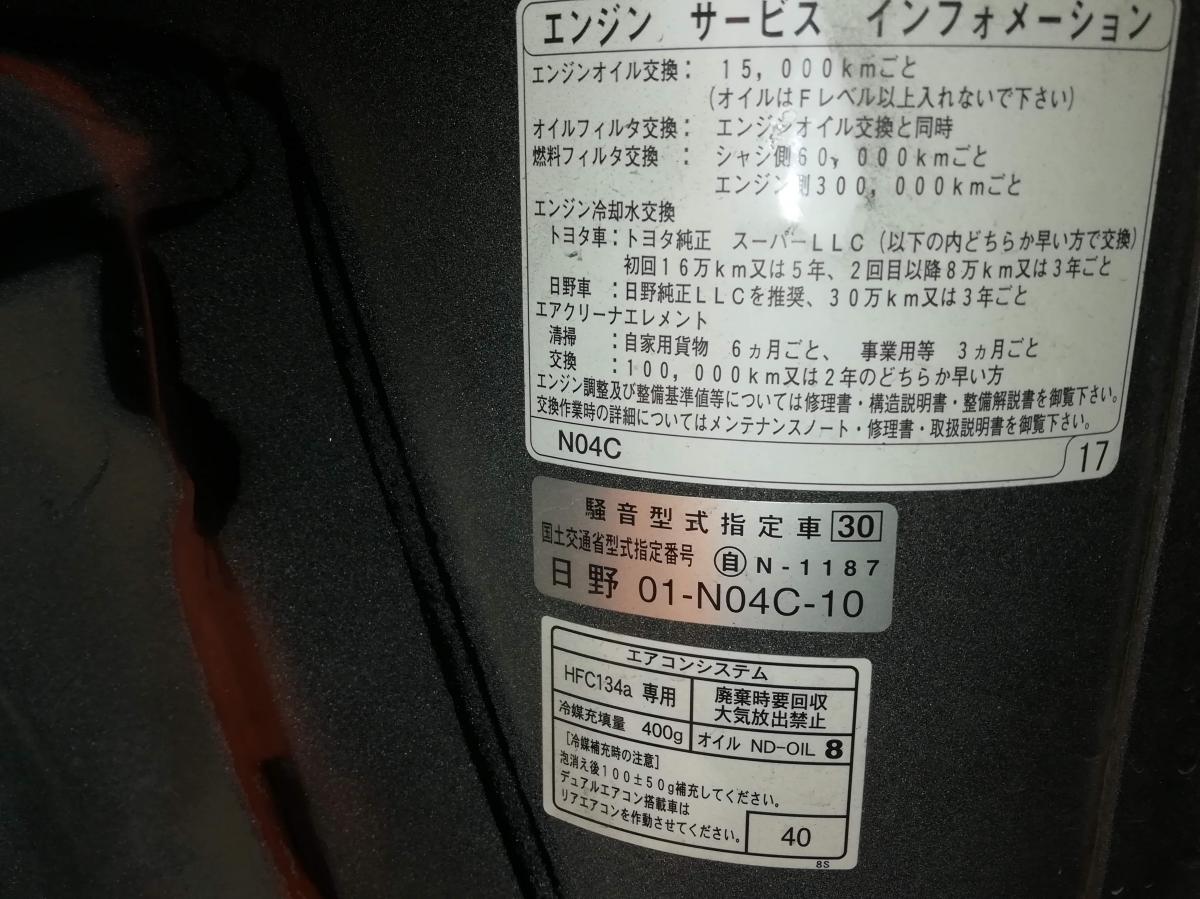 エンジン サービス インフォメーション
エンジンオイル交換： 15，000kmごと
(オイルはFレベル以上入れないで下さい)
オイルフィルタ交換： エンジンオイル交換と同時
燃料フィルタ交換 ： シャシ側60，000kmごと
エンジン側300，000kmごと
エンジン冷却水交換
トヨタ車：トヨタ純正 スーパーLLC (以下の内どちらか早い方で交換)
初回16万km又は5年、2回目以降8万km又は3年ごと
日野車 ：日野純正LLCを推奨、30万km又は3年ごと
エアクリーナエレメント
清掃 ：自家用貨物 6ヵ月ごと、 事業用等 3ヵ月ごと
交換 ：100，000km又は2年のどちらか早い方
エンジン調整及び整備基準値等については修理書・構造説明書・整備解説書を御覧下さい。
交換作業時の詳細についてはメンテナンスノート・修理書・取扱説明書を御覧下さい。
N04C 17
騒音型式指定車 30
国土交通省型式指定番号 自 N-1187
日野 01-N04C-10
エアコンシステム
HFC134a 専用 廃棄時要回収
大気放出禁止
冷媒充填量 400g オイル ND-OIL 8
[冷媒補充時の注意]
泡消え後100±50g補充してください。
デュアルエアコン搭載車は
リアエアコンを作動させてください。 40
8S